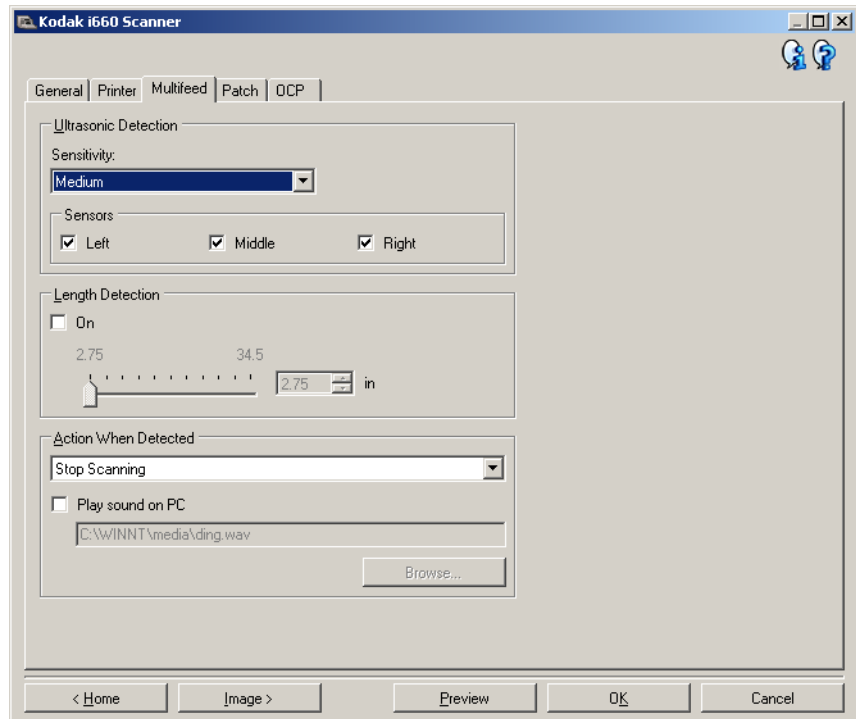 Kodak i660 Scanner
General Printer Multifeed Patch OCP
Ultrasonic Detection
Sensitivity:
Medium
Sensors
Left Middle Right
Length Detection
On
2.75 34.5
2.75 in
Action When Detected
Stop Scanning
Play sound on PC
C:\WINNT\media\ding.wav
Browse...
< Home Image > Preview OK Cancel